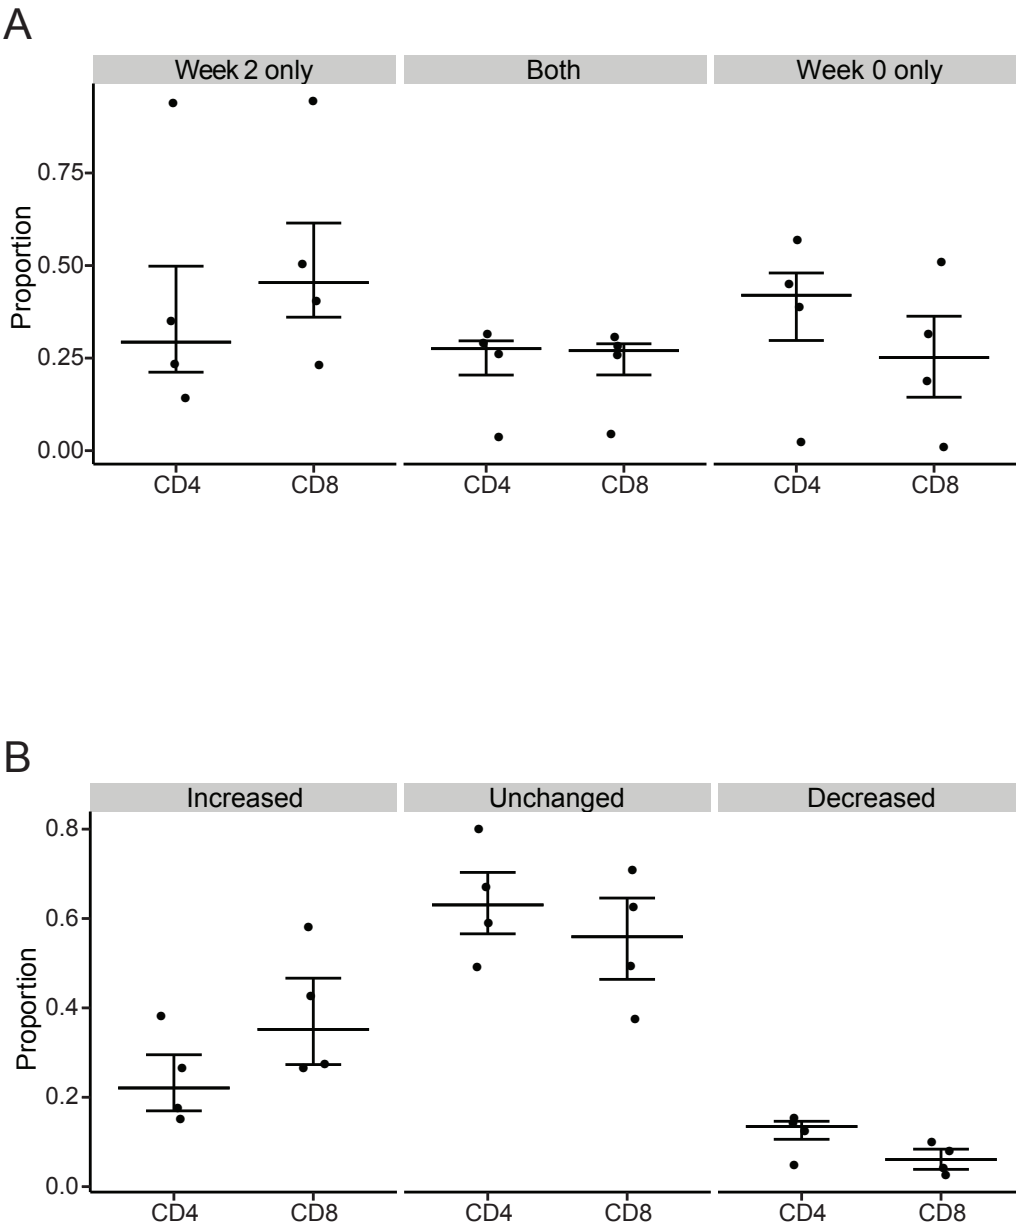 A
Week 2 only Both Week 0 only
Proportion
0.75
0.50
0.25
0.00
CD4 CD8 CD4 CD8 CD4 CD8
B
Increased Unchanged Decreased
Proportion
0.8
0.6
0.4
0.2
0.0
CD4 CD8 CD4 CD8 CD4 CD8